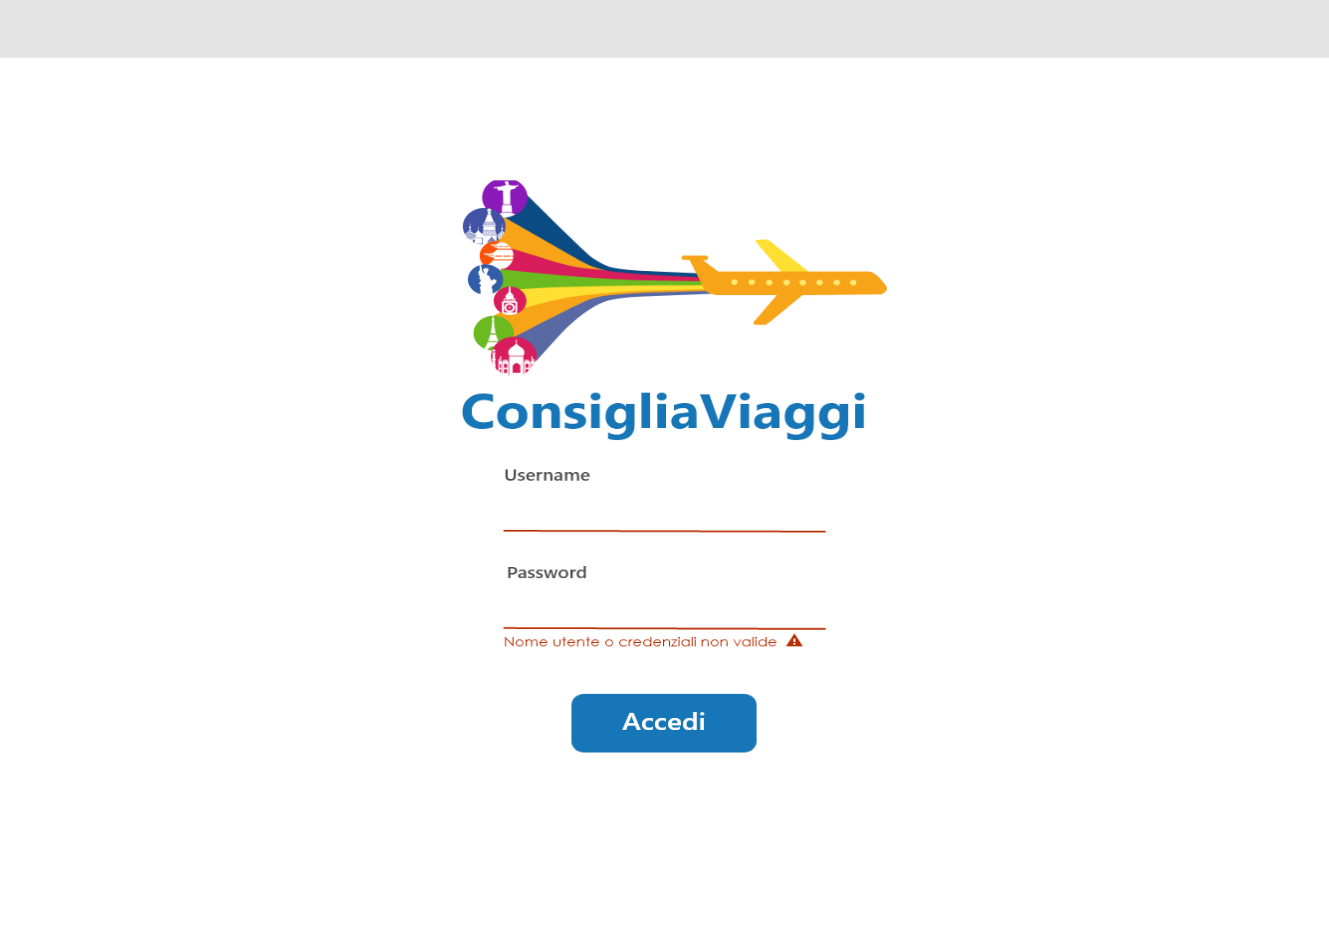 ConsigliaViaggi
Username
Password
Nome utente o credenziali non valide
Accedi